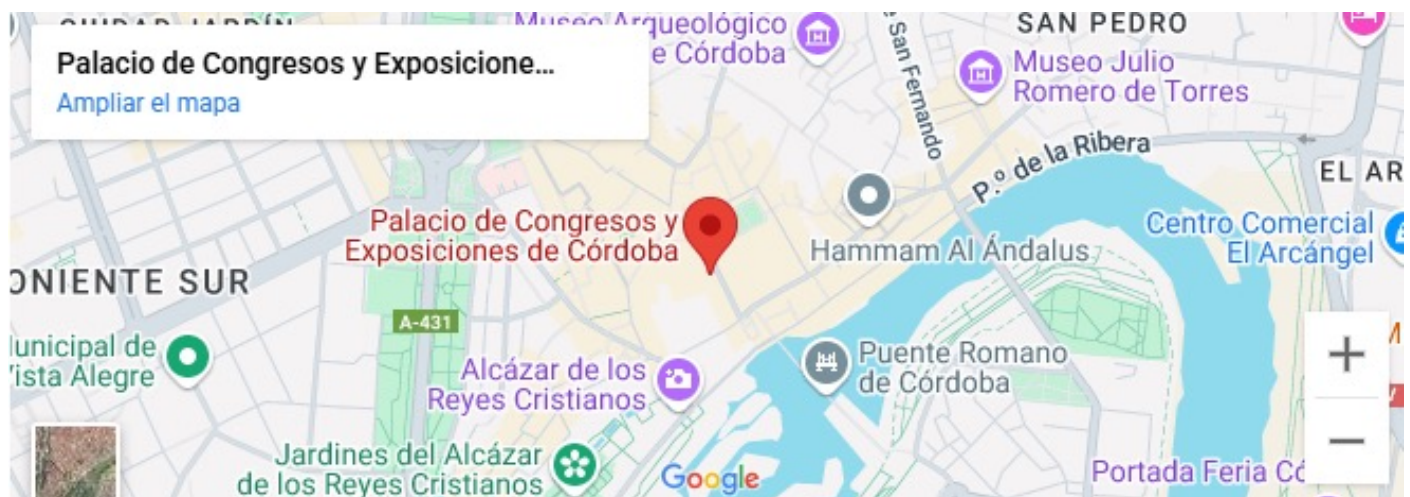 CIUDAD JARDÍN
Palacio de Congresos y Exposicione...
Ampliar el mapa
Museo Arqueológico
e Córdoba
e San Fernando
SAN PEDRO
Museo Julio
Romero de Torres
P.º de la Ribera
EL AR
Palacio de Congresos y
Exposiciones de Córdoba
Hammam Al Ándalus
Centro Comercial
El Arcángel
ONIENTE SUR
A-431
unicipal de
ista Alegre
Alcázar de los
Reyes Cristianos
Puente Romano
de Córdoba
+
M
−
Jardines del Alcázar
de los Reyes Cristianos
Google
Portada Feria Có